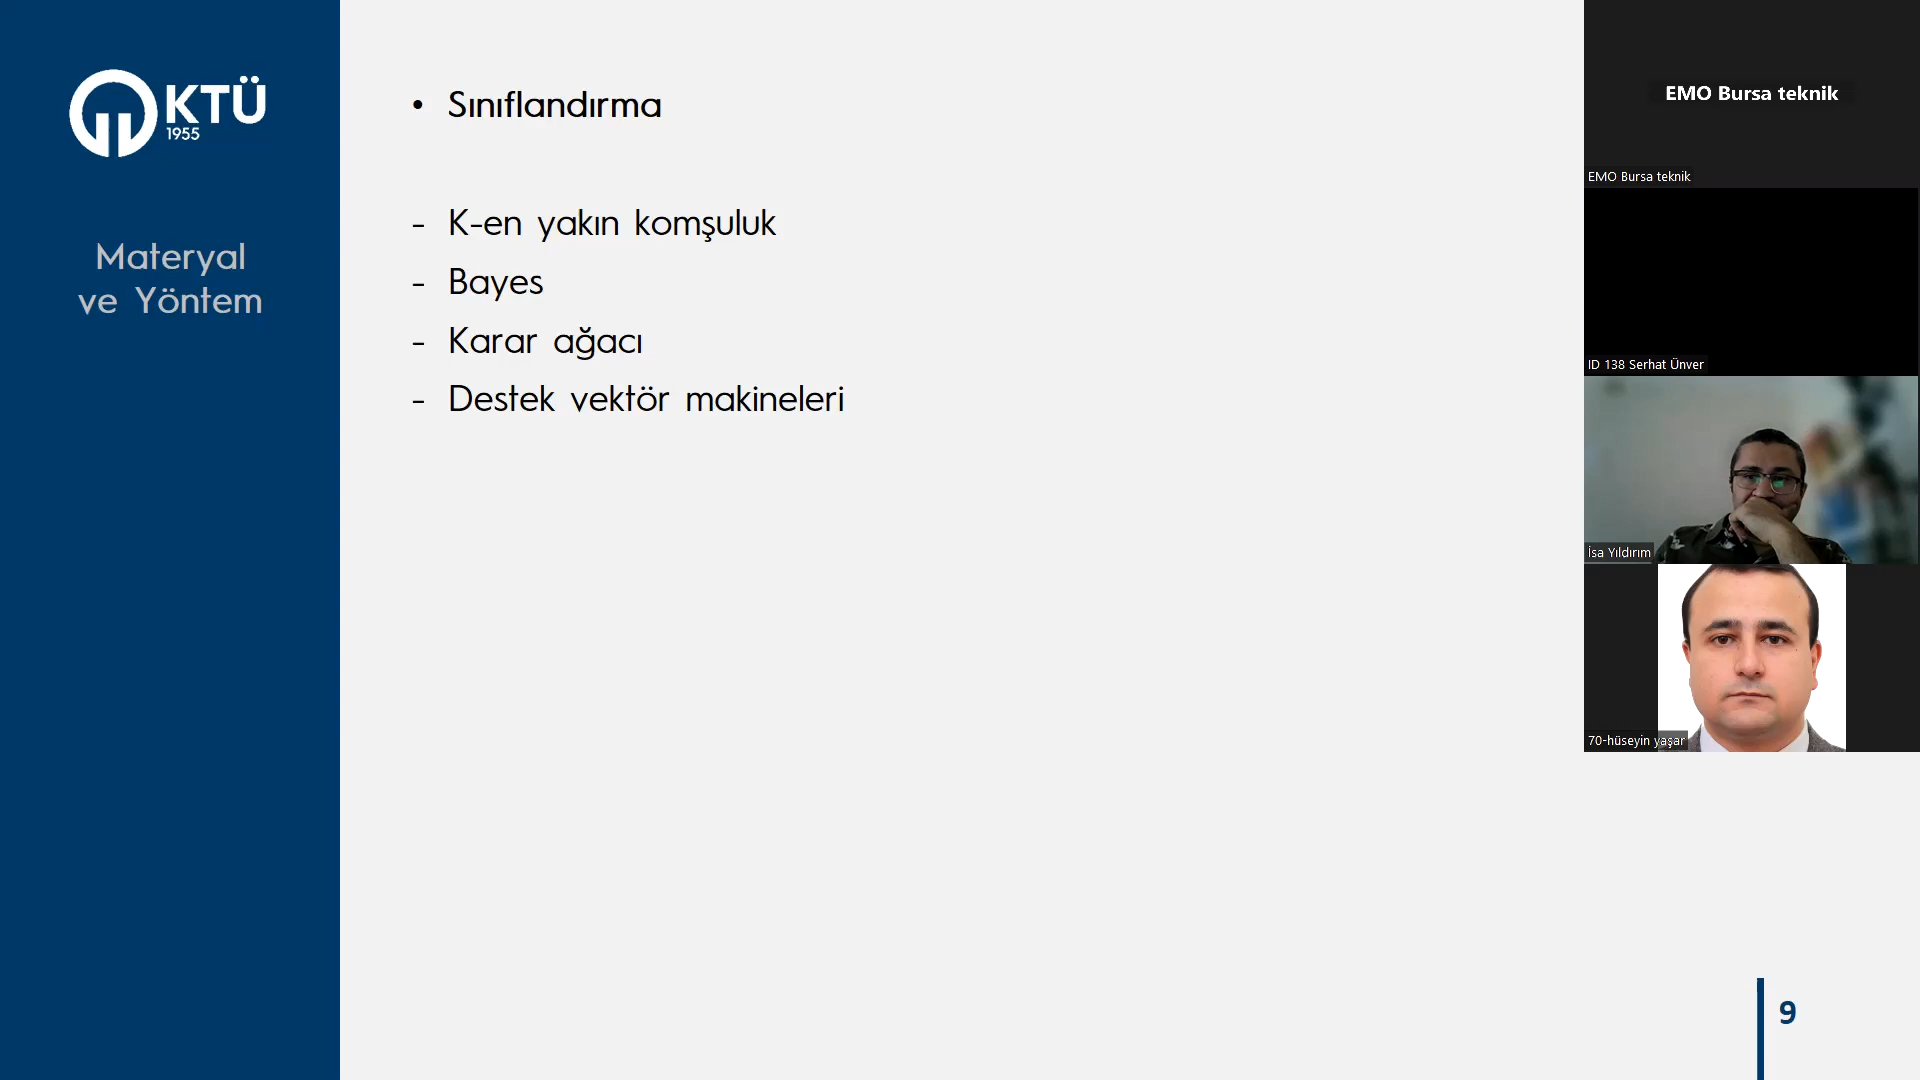 KTÜ
1955
Materyal
ve Yöntem
• Sınıflandırma
- K-en yakın komşuluk
- Bayes
- Karar ağacı
- Destek vektör makineleri
9
EMO Bursa teknik
EMO Bursa teknik
ID 138 Serhat Ünver
İsa Yıldırım
70-hüseyin yaşar